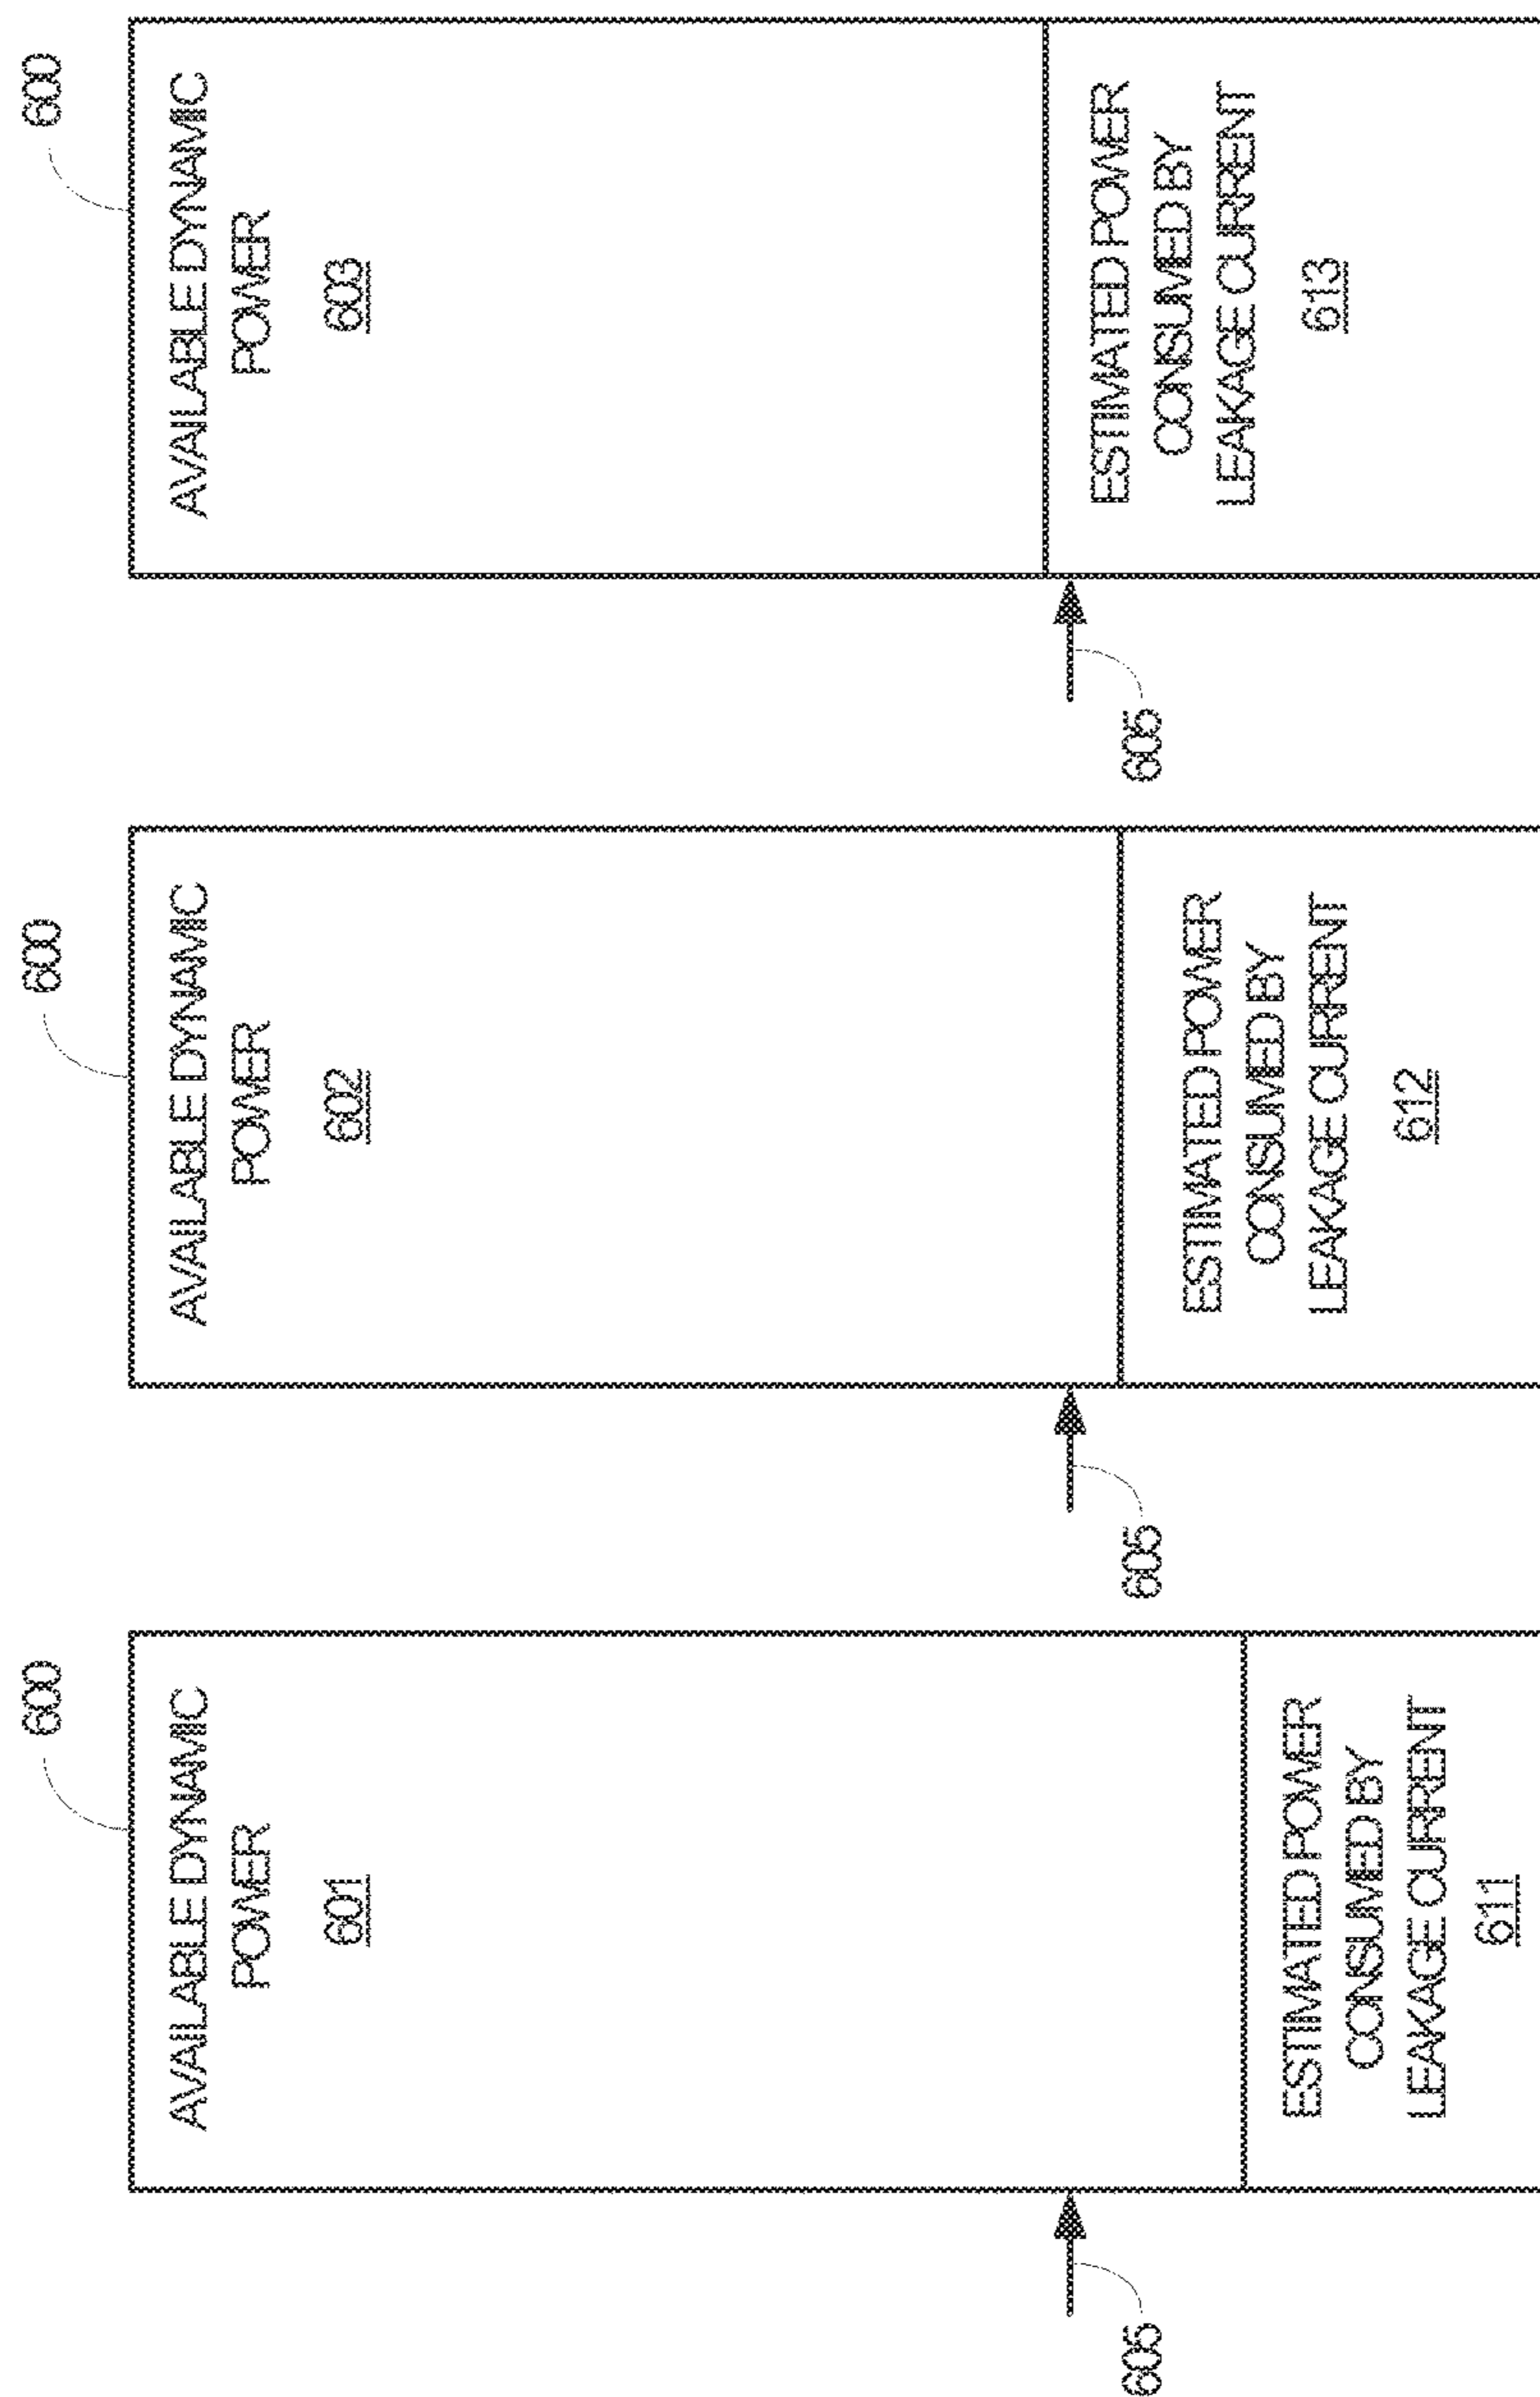 600
AVAILABLE DYNAMIC
POWER
601
605
ESTIMATED POWER
CONSUMED BY
LEAKAGE CURRENT
611
600
AVAILABLE DYNAMIC
POWER
602
605
ESTIMATED POWER
CONSUMED BY
LEAKAGE CURRENT
612
600
AVAILABLE DYNAMIC
POWER
603
605
ESTIMATED POWER
CONSUMED BY
LEAKAGE CURRENT
613